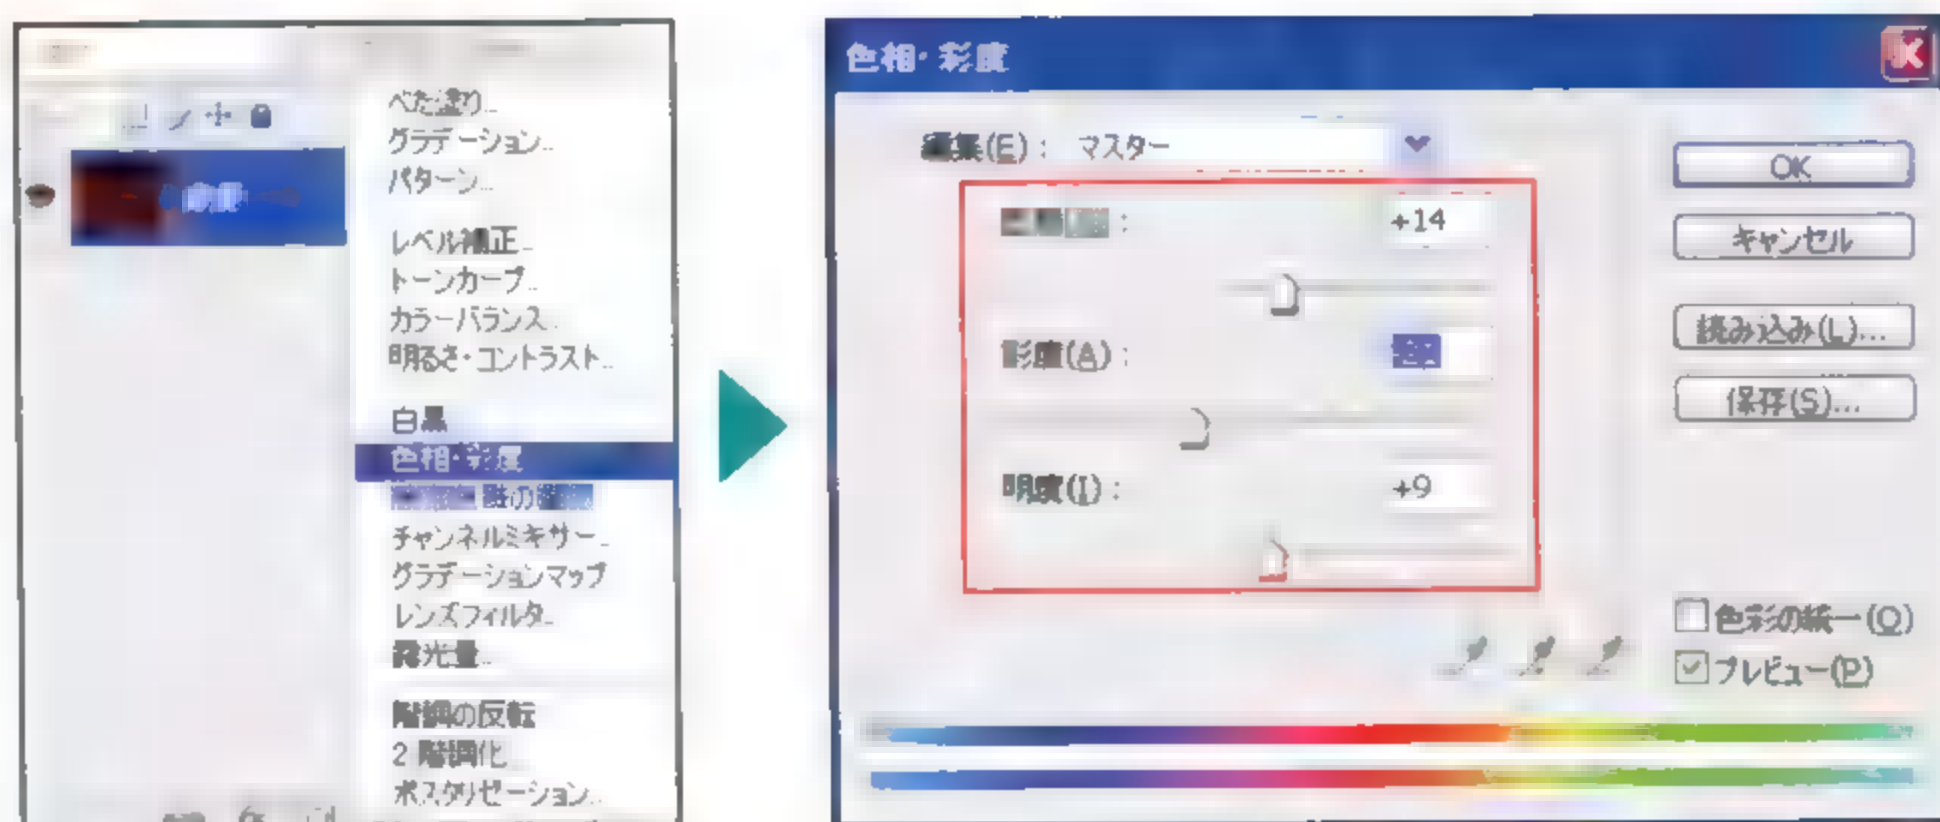 べた塗り...
グラデーション...
パターン...
レベル補正...
トーンカーブ...
カラーバランス...
明るさ・コントラスト...
白黒
色相・彩度
チャンネルミキサー...
グラデーションマップ
レンズフィルタ...
露光量...
階調の反転
2 階調化
ポスタリゼーション...
色相・彩度
編集(E) : マスター
+14
彩度(A) :
明度(I) :
+9
OK
キャンセル
読み込み(L)...
保存(S)...
色彩の統一(O)
プレビュー(P)